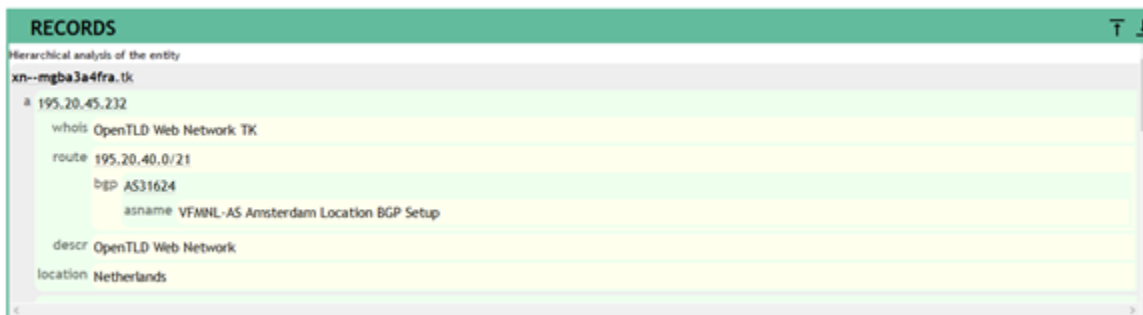 RECORDS
Hierarchical analysis of the entity
xn--mgba3a4fra.tk
a 195.20.45.232
whois OpenTLD Web Network TK
route 195.20.40.0/21
bgp AS31624
asname VFMNL-AS Amsterdam Location BGP Setup
descr OpenTLD Web Network
location Netherlands